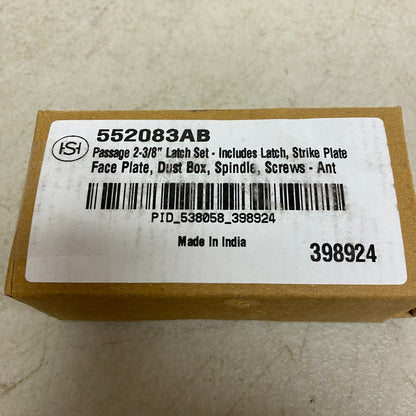 HSH
552083AB
Passage 2-3/8" Latch Set - Includes Latch, Strike Plate
Face Plate, Dust Box, Spindle, Screws - Ant
PID_538058_398924
Made In India
398924